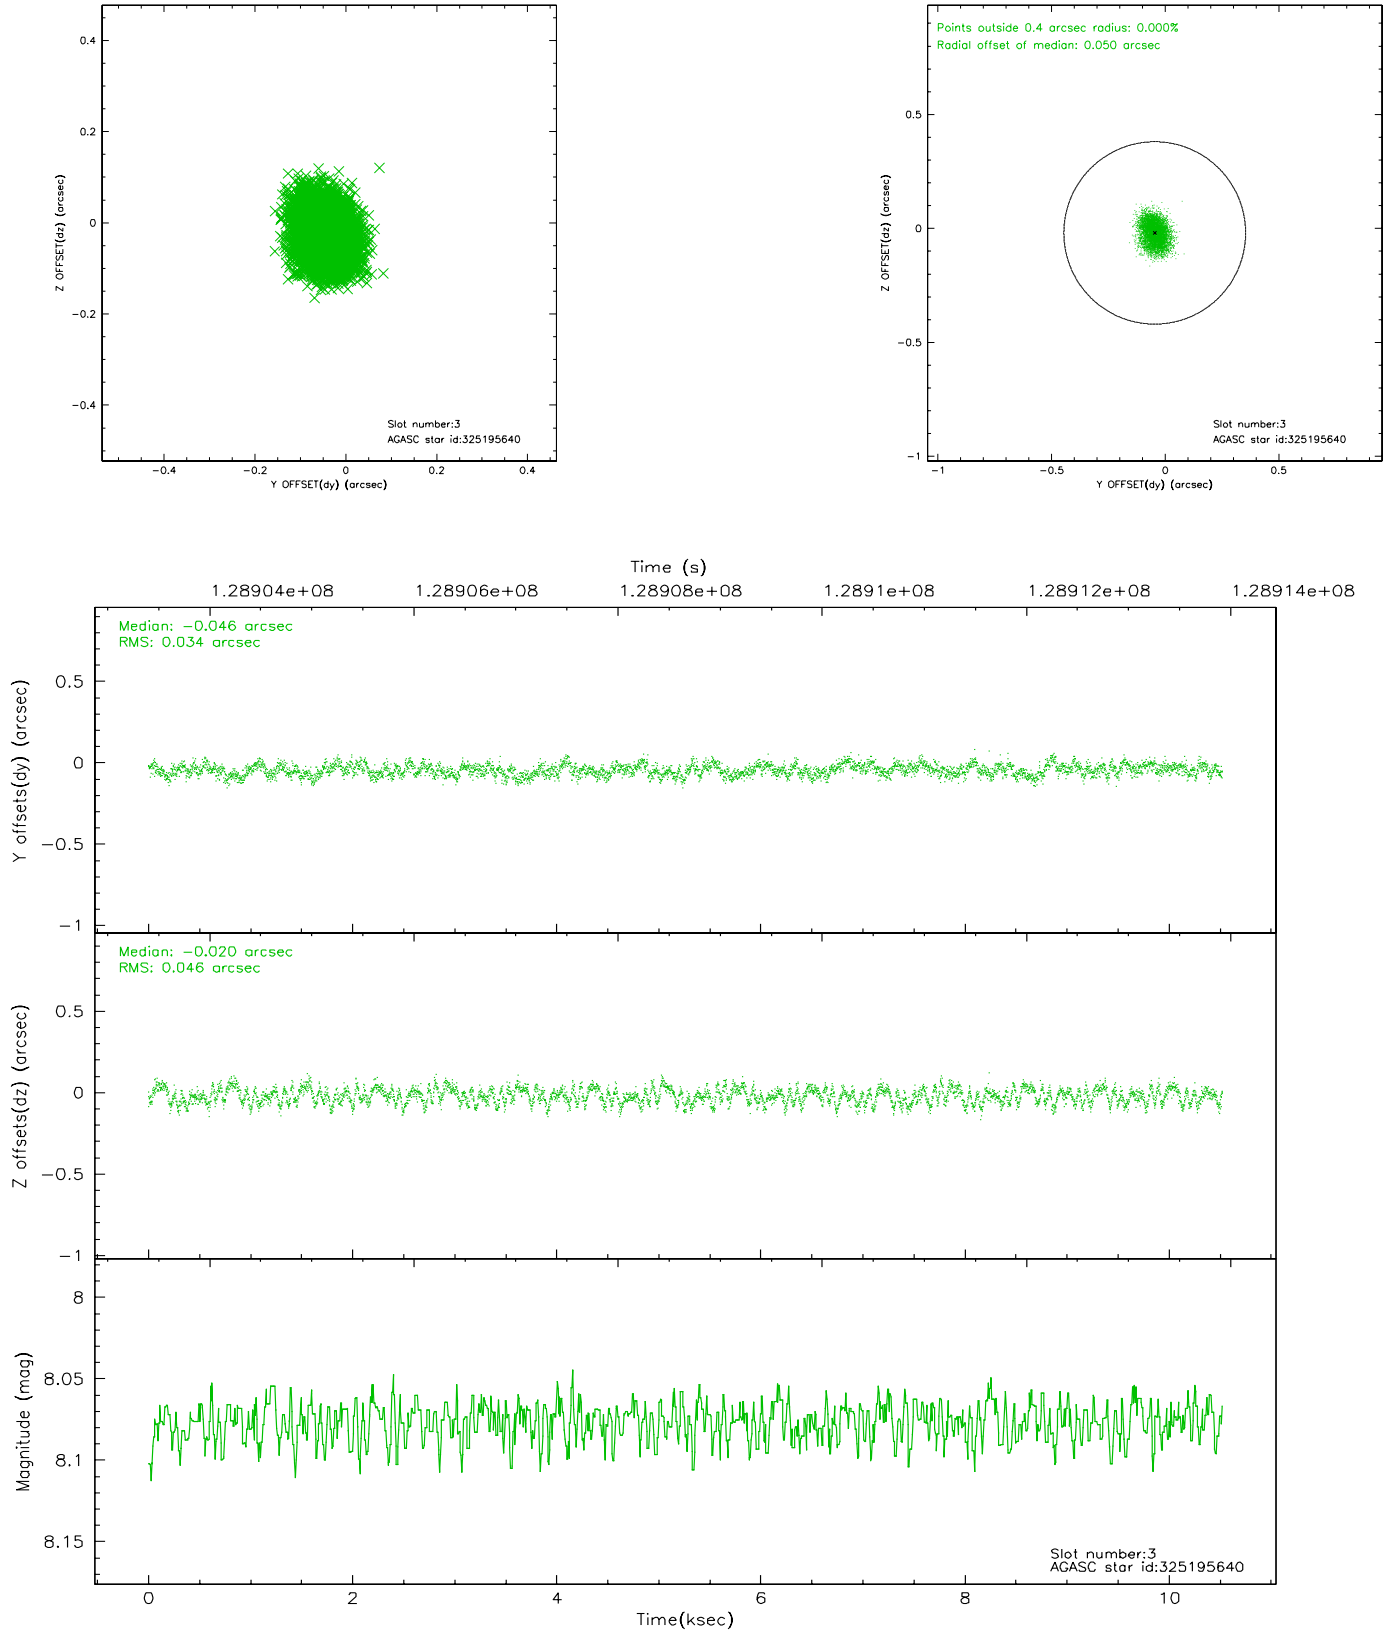 0.4
0.2
0
-0.2
-0.4
Z OFFSET(dz) (arcsec)
Slot number:3
AGASC star id:325195640
-0.4 -0.2 0 0.2 0.4
Y OFFSET(dy) (arcsec)
Points outside 0.4 arcsec radius: 0.000%
Radial offset of median: 0.050 arcsec
0.5
0
-0.5
-1
Z OFFSET(dz) (arcsec)
Slot number:3
AGASC star id:325195640
-1 -0.5 0 0.5
Y OFFSET(dy) (arcsec)
Time (s)
1.28904e+08 1.28906e+08 1.28908e+08 1.2891e+08 1.28912e+08 1.28914e+08
Median: -0.046 arcsec
RMS: 0.034 arcsec
0.5
0
-0.5
-1
Y offsets(dy) (arcsec)
Median: -0.020 arcsec
RMS: 0.046 arcsec
0.5
0
-0.5
-1
Z offsets(dz) (arcsec)
8
8.05
8.1
8.15
Magnitude (mag)
Slot number:3
AGASC star id:325195640
0 2 4 6 8 10
Time(ksec)